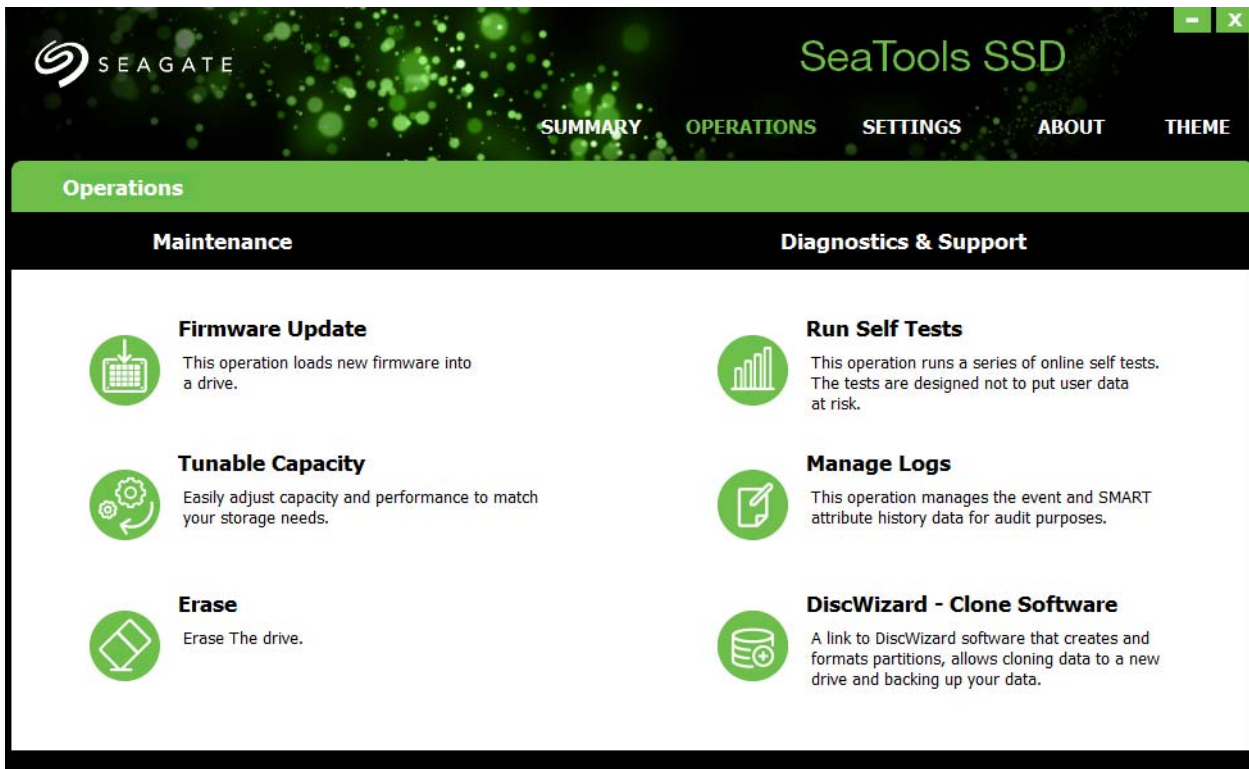 SEAGATE
SeaTools SSD
- X
SUMMARY OPERATIONS SETTINGS ABOUT THEME
Operations
Maintenance
Diagnostics & Support
Firmware Update
This operation loads new firmware into
a drive.
Tunable Capacity
Easily adjust capacity and performance to match
your storage needs.
Erase
Erase The drive.
Run Self Tests
This operation runs a series of online self tests.
The tests are designed not to put user data
at risk.
Manage Logs
This operation manages the event and SMART
attribute history data for audit purposes.
DiscWizard - Clone Software
A link to DiscWizard software that creates and
formats partitions, allows cloning data to a new
drive and backing up your data.